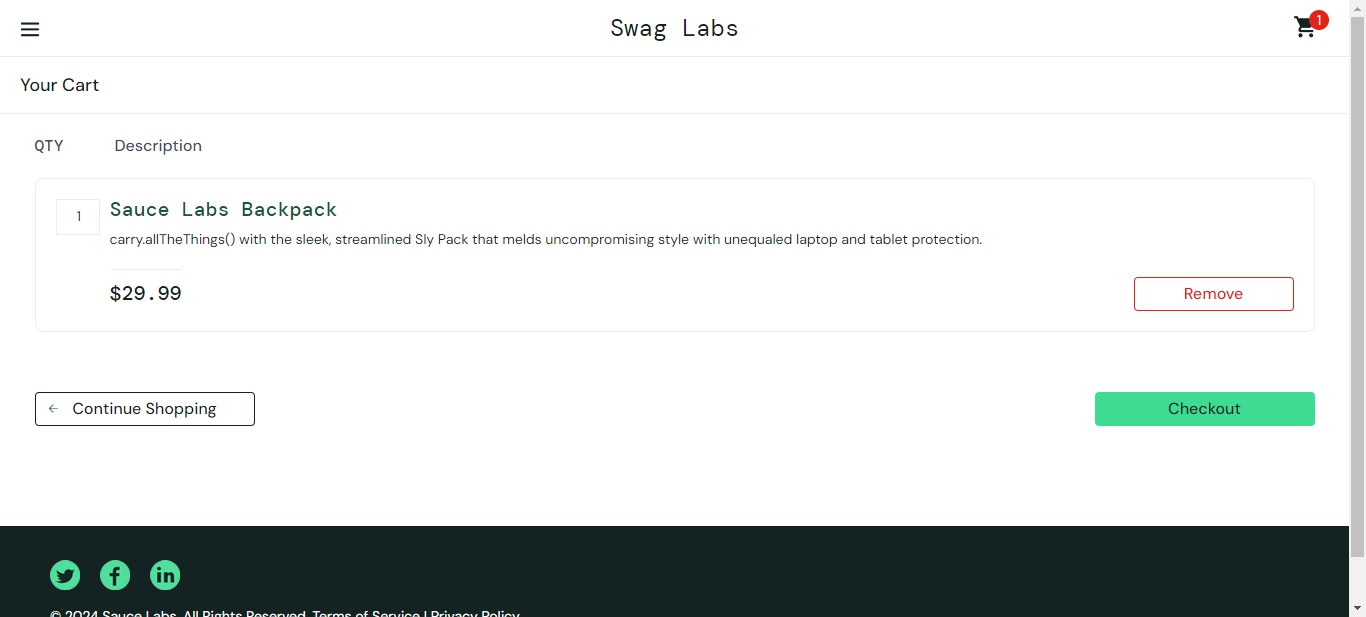 Swag Labs
1
Your Cart
QTY Description
1
Sauce Labs Backpack
carry.allTheThings() with the sleek, streamlined Sly Pack that melds uncompromising style with unequaled laptop and tablet protection.
$29.99
Remove
Continue Shopping
Checkout
© 2024 Sauce Labs. All Rights Reserved. Terms of Service | Privacy Policy